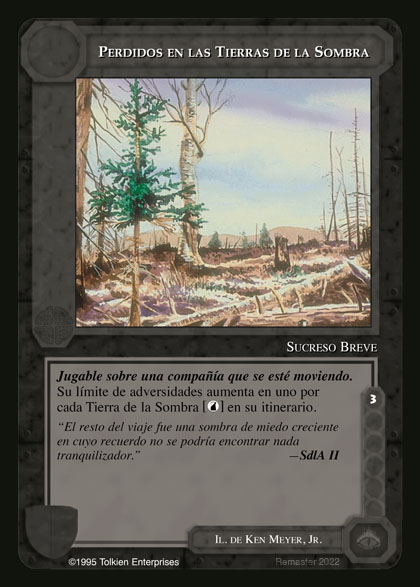 Perdidos en las Tierras de la Sombra
Sucreso Breve
Jugable sobre una compañía que se esté moviendo.
Su límite de adversidades aumenta en uno por
cada Tierra de la Sombra [ ] en su itinerario.
“El resto del viaje fue una sombra de miedo creciente
en cuyo recuerdo no se podría encontrar nada
tranquilizador.” —SdlA II
3
Il. de Ken Meyer, Jr.
©1995 Tolkien Enterprises
Remaster 2022